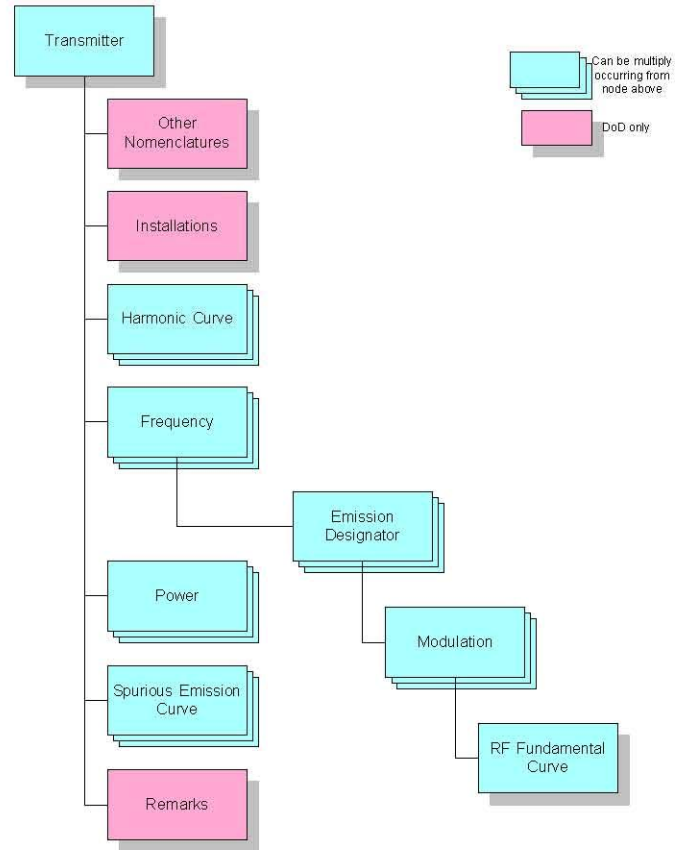 Transmitter
Can be multiply
occurring from
node above
DoD only
Other
Nomenclatures
Installations
Harmonic Curve
Frequency
Emission
Designator
Power
Modulation
Spurious Emission
Curve
RF Fundamental
Curve
Remarks